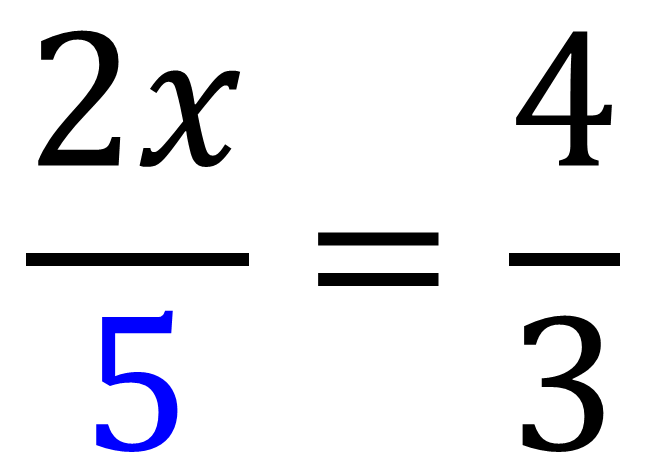 2x/5 = 4/3